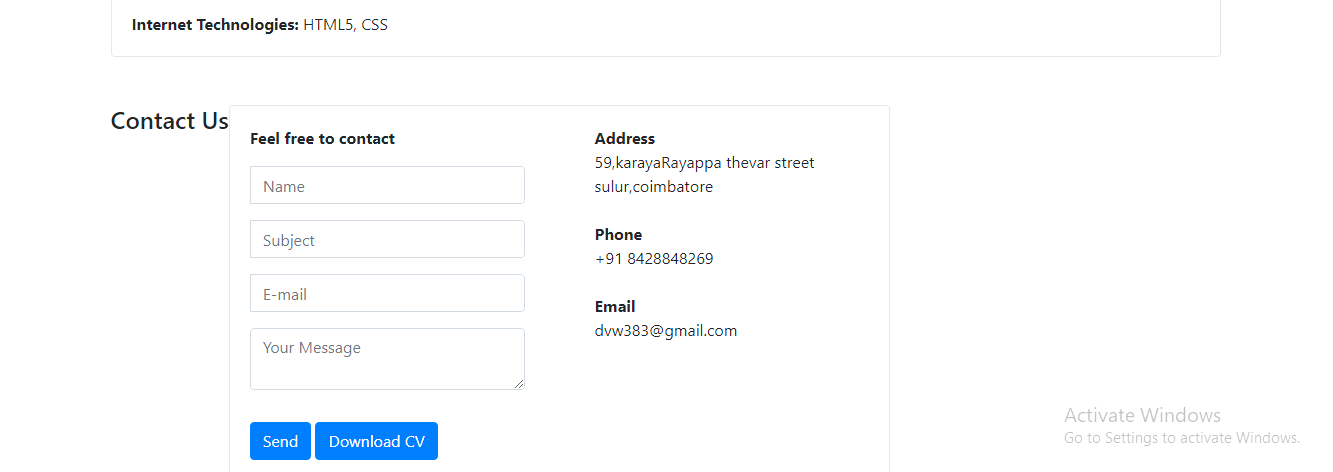 Internet Technologies: HTML5, CSS
Contact Us
Feel free to contact
Name
Subject
E-mail
Your Message
Send
Download CV
Address
59,karayaRayappa thevar street
sulur,coimbatore
Phone
+91 8428848269
Email
dvw383@gmail.com
Activate Windows
Go to Settings to activate Windows.